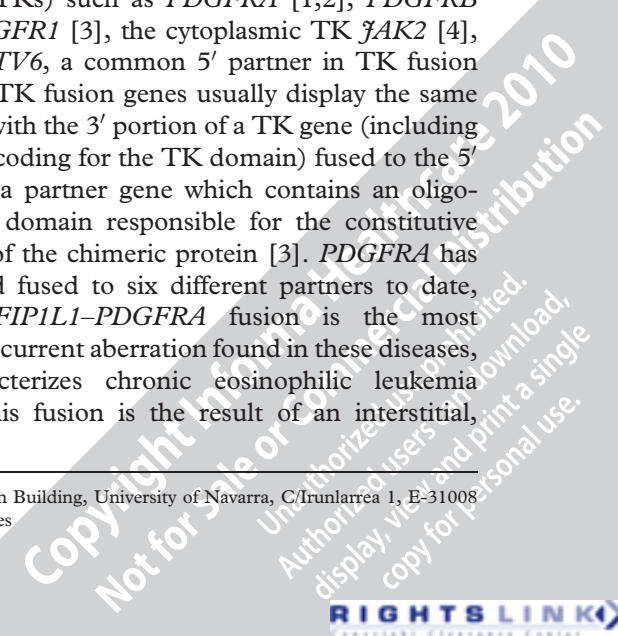 TKs) such as PDGFRA [1,2], PDGFRB
GFR1 [3], the cytoplasmic TK JAK2 [4],
TV6, a common 5′ partner in TK fusion
TK fusion genes usually display the same
with the 3′ portion of a TK gene (including
coding for the TK domain) fused to the 5′
a partner gene which contains an oligo-
domain responsible for the constitutive
of the chimeric protein [3]. PDGFRA has
d fused to six different partners to date,
FIP1L1–PDGFRA fusion is the most
current aberration found in these diseases,
cterizes chronic eosinophilic leukemia
his fusion is the result of an interstitial,
h Building, University of Navarra, C/Irunlarrea 1, E-31008
es
Copyright Informa Healthcare 2010
Not for Sale or Commercial Distribution
Unauthorized use prohibited.
Authorized users can download,
display, view and print a single
copy for personal use.
RIGHTSLINK
Copyright Clearance Center